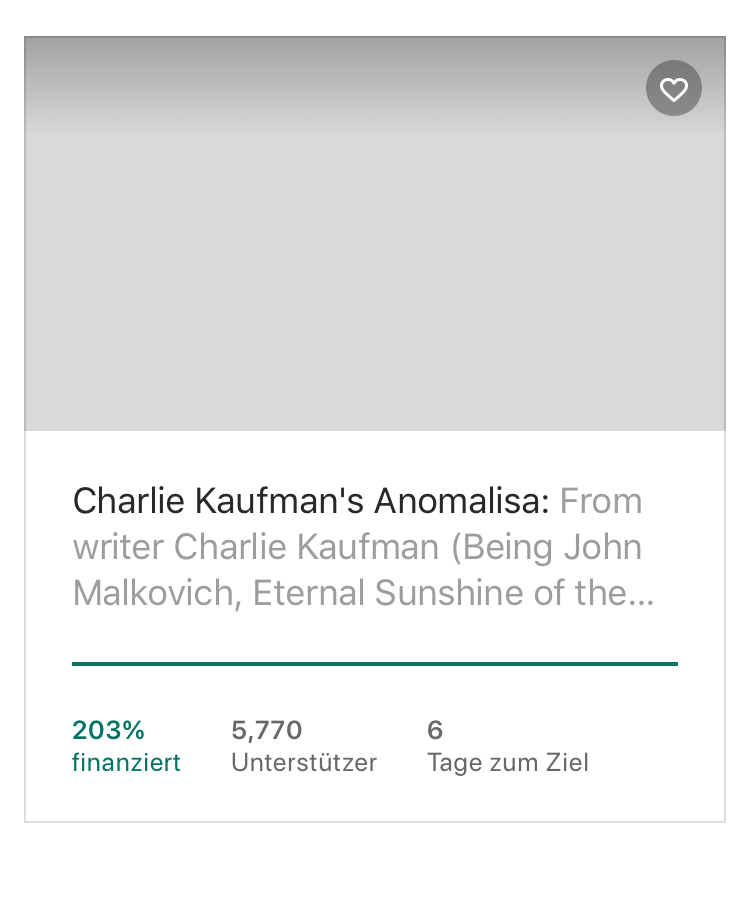 Charlie Kaufman's Anomalisa: From
writer Charlie Kaufman (Being John
Malkovich, Eternal Sunshine of the...
203% 5,770 6
finanziert Unterstützer Tage zum Ziel